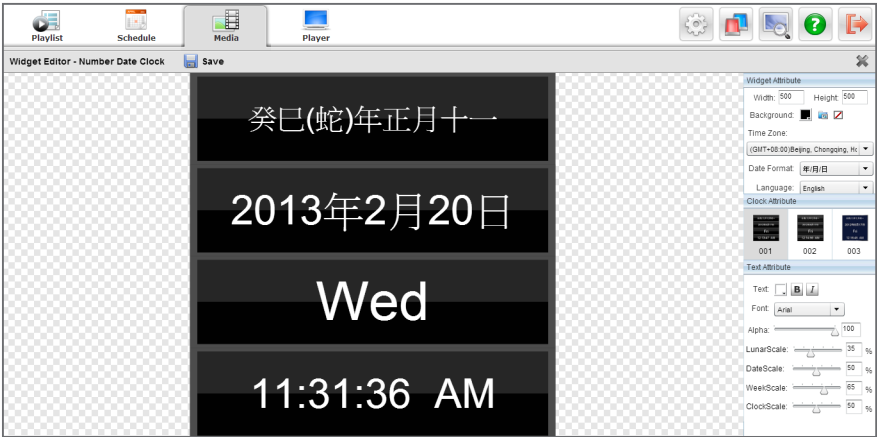 Playlist
Schedule
Media
Player
Widget Editor - Number Date Clock
Save
癸巳(蛇)年正月十一
2013年2月20日
Wed
11:31:36 AM
Widget Attribute
Width: 500 Height: 500
Background:
Time Zone:
(GMT+08:00)Beijing, Chongqing, Hc
Date Format: 年/月/日
Language: English
Clock Attribute
001 002 003
Text Attribute
Text: B I
Font: Arial
Alpha: 100
LunarScale: 35 %
DateScale: 50 %
WeekScale: 65 %
ClockScale: 50 %